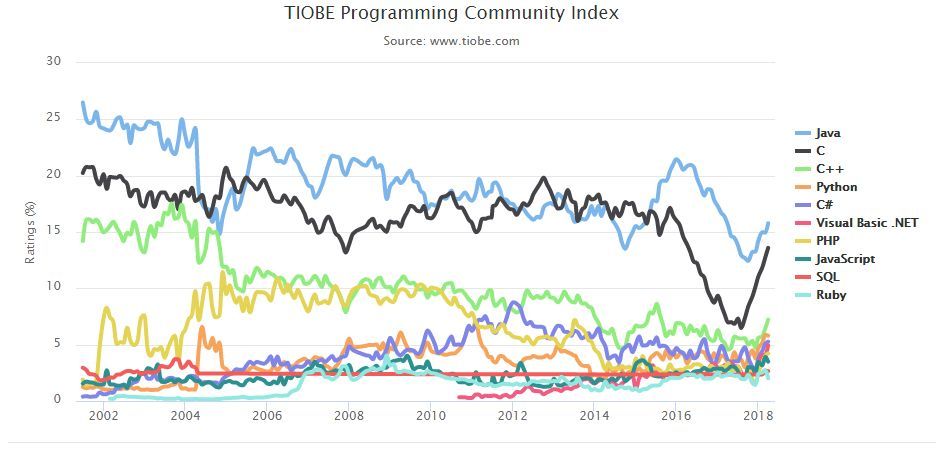 TIOBE Programming Community Index
Source: www.tiobe.com
30
25
20
15
10
5
0
Ratings (%)
2002 2004 2006 2008 2010 2012 2014 2016 2018
Java
C
C++
Python
C#
Visual Basic .NET
PHP
JavaScript
SQL
Ruby